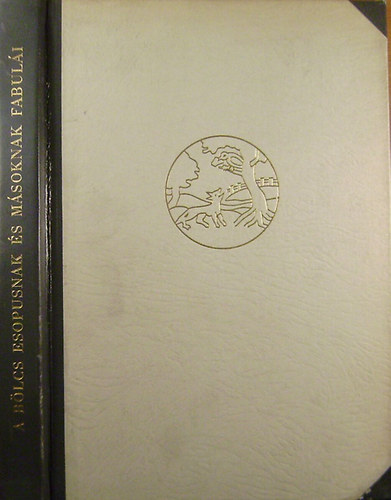 A BÖLCS ESOPUSNAK ÉS MÁSOKNAK FABULÁI